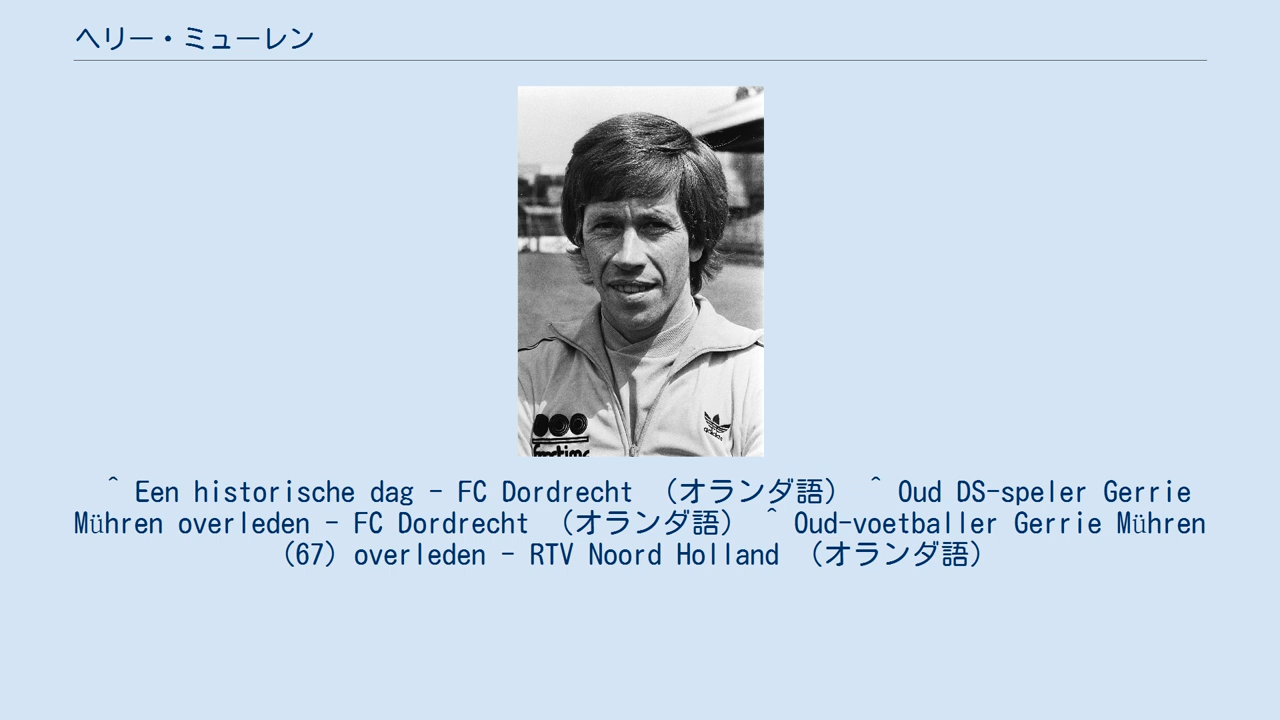 ヘリー・ミューレン
adidas
^ Een historische dag - FC Dordrecht （オランダ語） ^ Oud DS-speler Gerrie
Mühren overleden - FC Dordrecht （オランダ語） ^ Oud-voetballer Gerrie Mühren
(67) overleden - RTV Noord Holland （オランダ語）